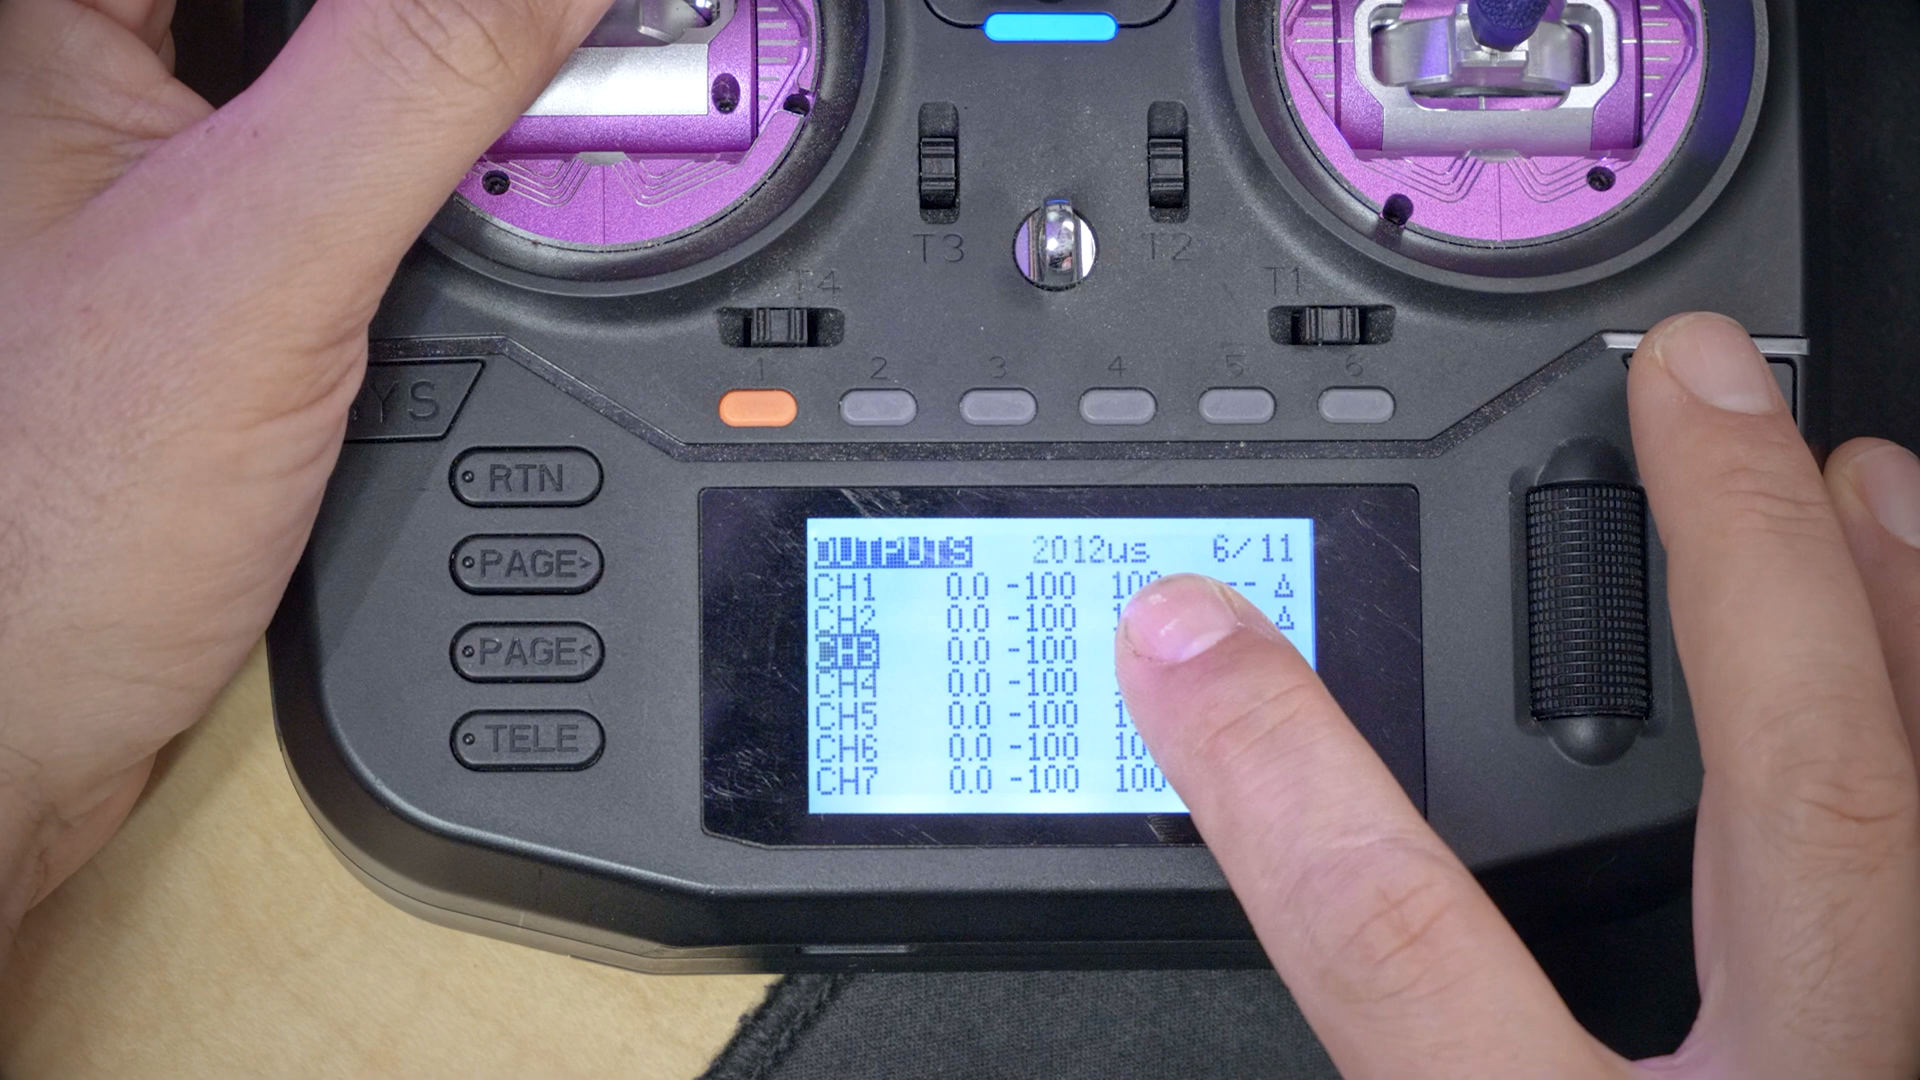 T3
T2
T4
T1
1 2 3 4 5 6
YS
RTN
PAGE>
PAGE<
TELE
OUTPUTS 2012us 6/11
CH1 0.0 -100 100 -- Δ
CH2 0.0 -100 Δ
CH3 0.0 -100
CH4 0.0 -100
CH5 0.0 -100
CH6 0.0 -100
CH7 0.0 -100 100